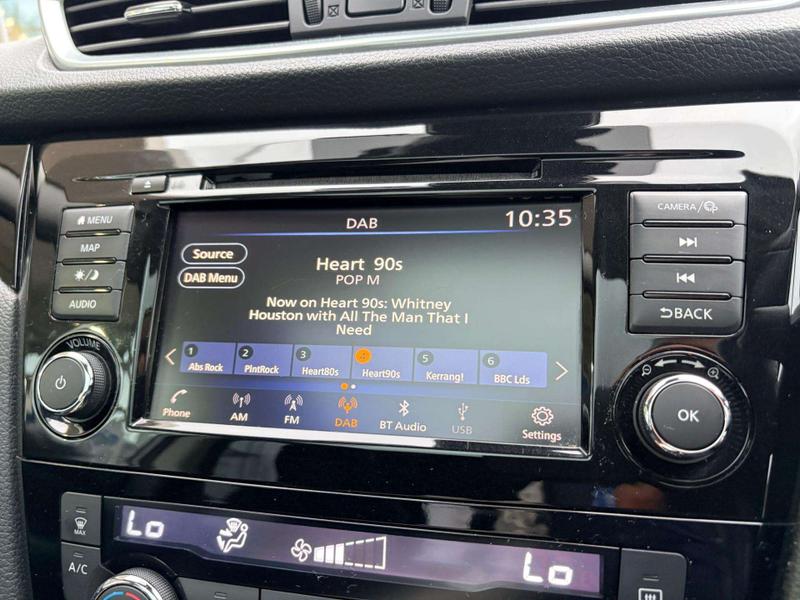 MENU
MAP
AUDIO
VOLUME
DAB
10:35
Source
DAB Menu
Heart 90s
POP M
Now on Heart 90s: Whitney
Houston with All The Man That I
Need
1
Abs Rock
2
PlntRock
3
Heart80s
4
Heart90s
5
Kerrang!
6
BBC Lds
Phone
AM
FM
DAB
BT Audio
USB
Settings
CAMERA/
BACK
OK
MAX
A/C
Lo
Lo